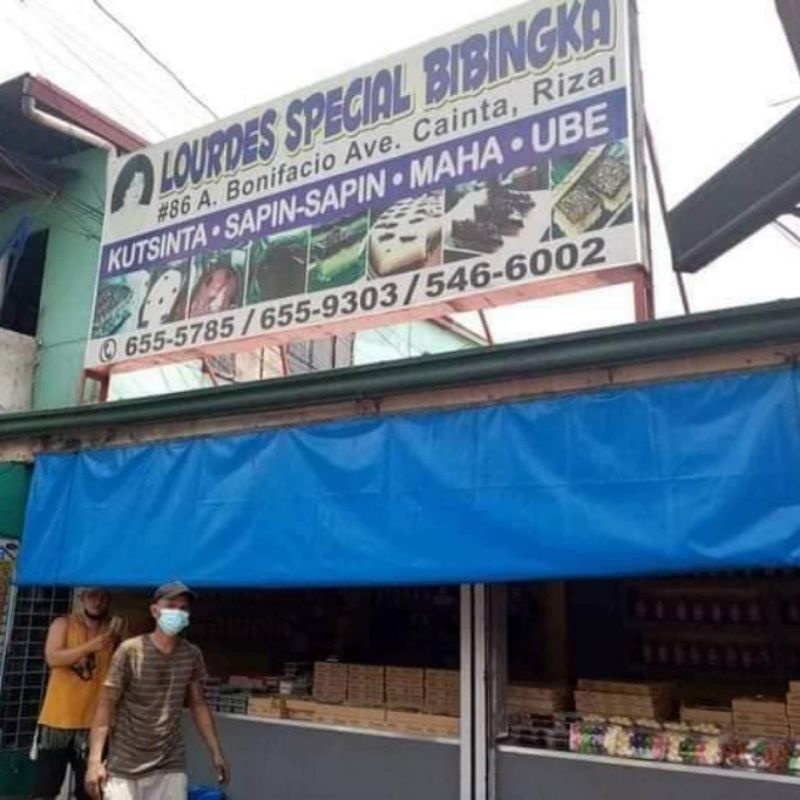 LOURDES SPECIAL BIBINGKA
#86 A. Bonifacio Ave. Cainta, Rizal
KUTSINTA • SAPIN-SAPIN • MAHA • UBE
655-5785 / 655-9303 / 546-6002